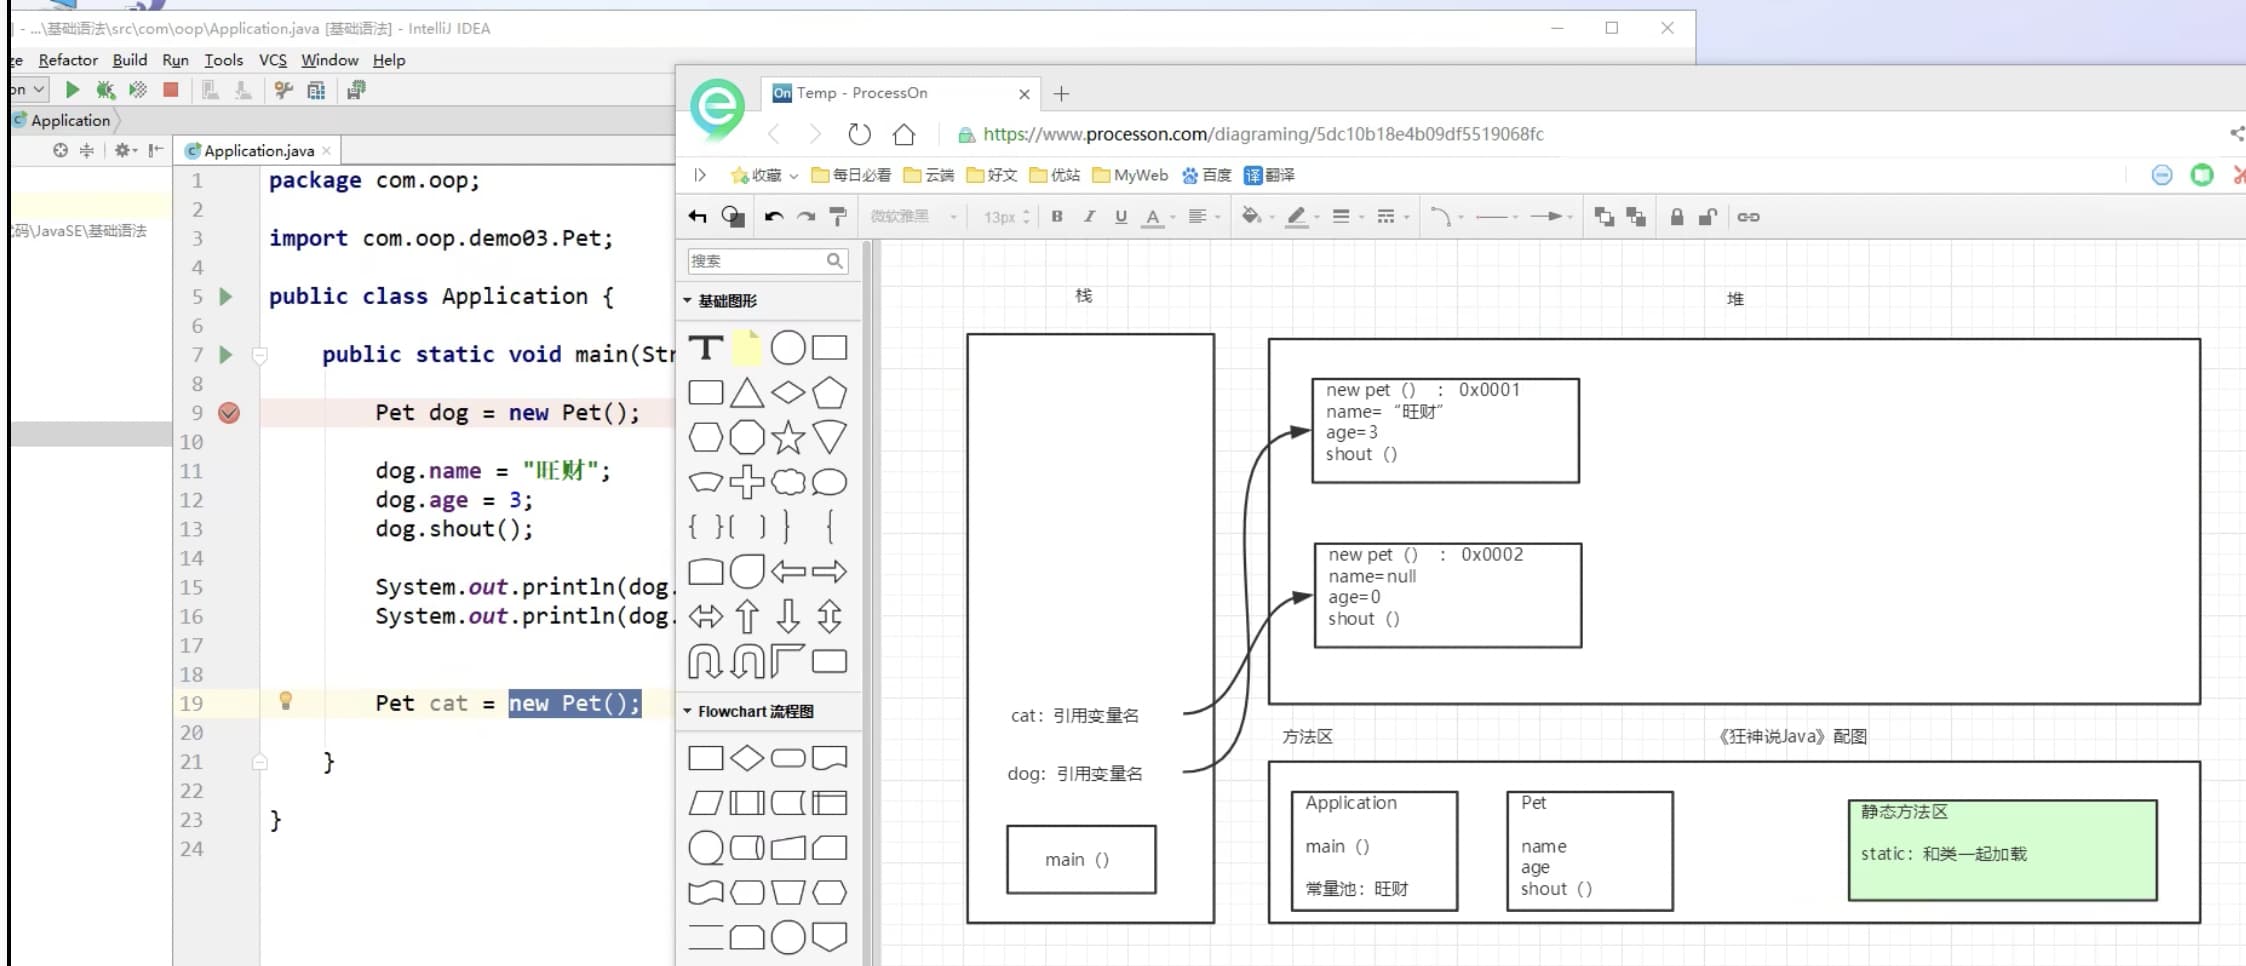 ] - ...\基础语法\src\com\oop\Application.java [基础语法] - IntelliJ IDEA
Refactor Build Run Tools VCS Window Help
Application
Application.java
码\JavaSE\基础语法
1 package com.oop;
2
3 import com.oop.demo03.Pet;
4
5 public class Application {
6
7 public static void main(Str
8
9 Pet dog = new Pet();
10
11 dog.name = "旺财";
12 dog.age = 3;
13 dog.shout();
14
15 System.out.println(dog.
16 System.out.println(dog.
17
18
19 Pet cat = new Pet();
20
21 }
22
23 }
24
On Temp - ProcessOn
https://www.processon.com/diagraming/5dc10b18e4b09df5519068fc
收藏 每日必看 云端 好文 优站 MyWeb 百度 译 翻译
微软雅黑 13px B I U A
搜索
基础图形
T
Flowchart 流程图
栈
堆
new pet （） ： 0x0001
name= “旺财”
age=3
shout （）
new pet （） ： 0x0002
name=null
age=0
shout （）
cat：引用变量名
dog：引用变量名
main （）
方法区
《狂神说Java》配图
Application
main （）
常量池：旺财
Pet
name
age
shout （）
静态方法区
static：和类一起加载